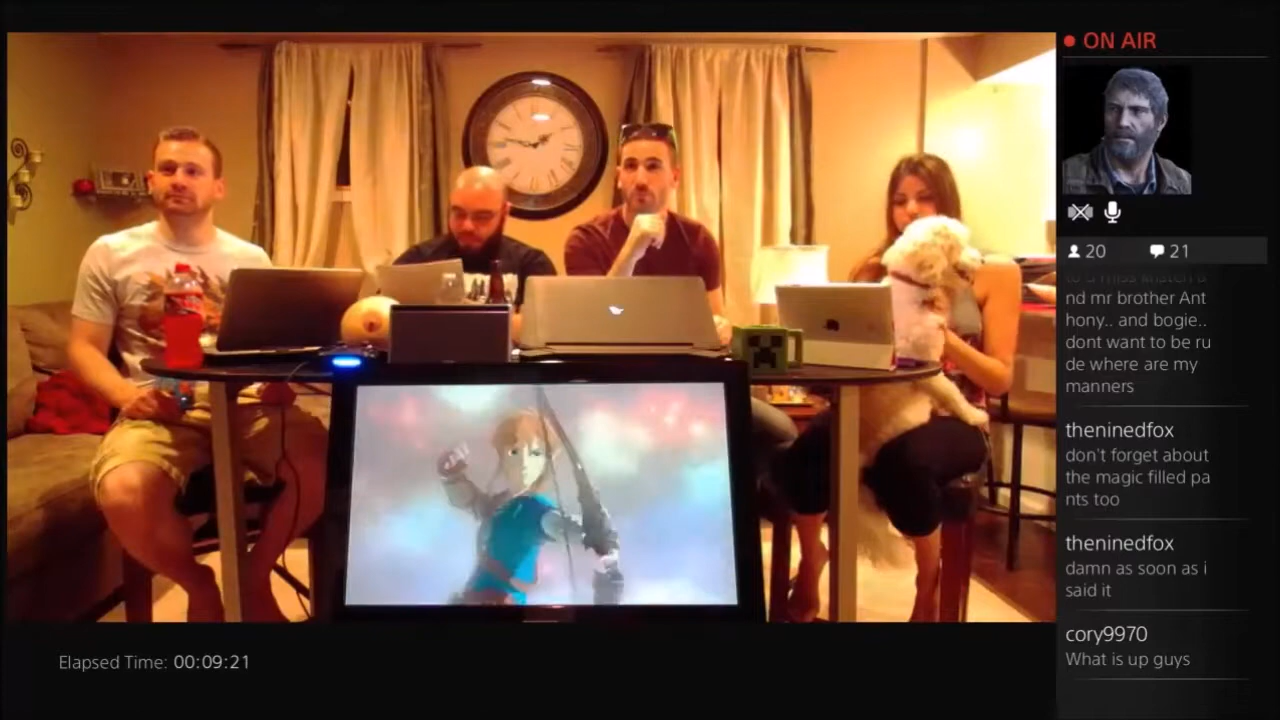 ON AIR
20 21
nd mr brother Ant
hony.. and bogie..
dont want to be ru
de where are my
manners
theninedfox
don't forget about
the magic filled pa
nts too
theninedfox
damn as soon as i
said it
cory9970
What is up guys
Elapsed Time: 00:09:21